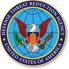 DEFENSE THREAT REDUCTION AGENCY
UNITED STATES OF AMERICA